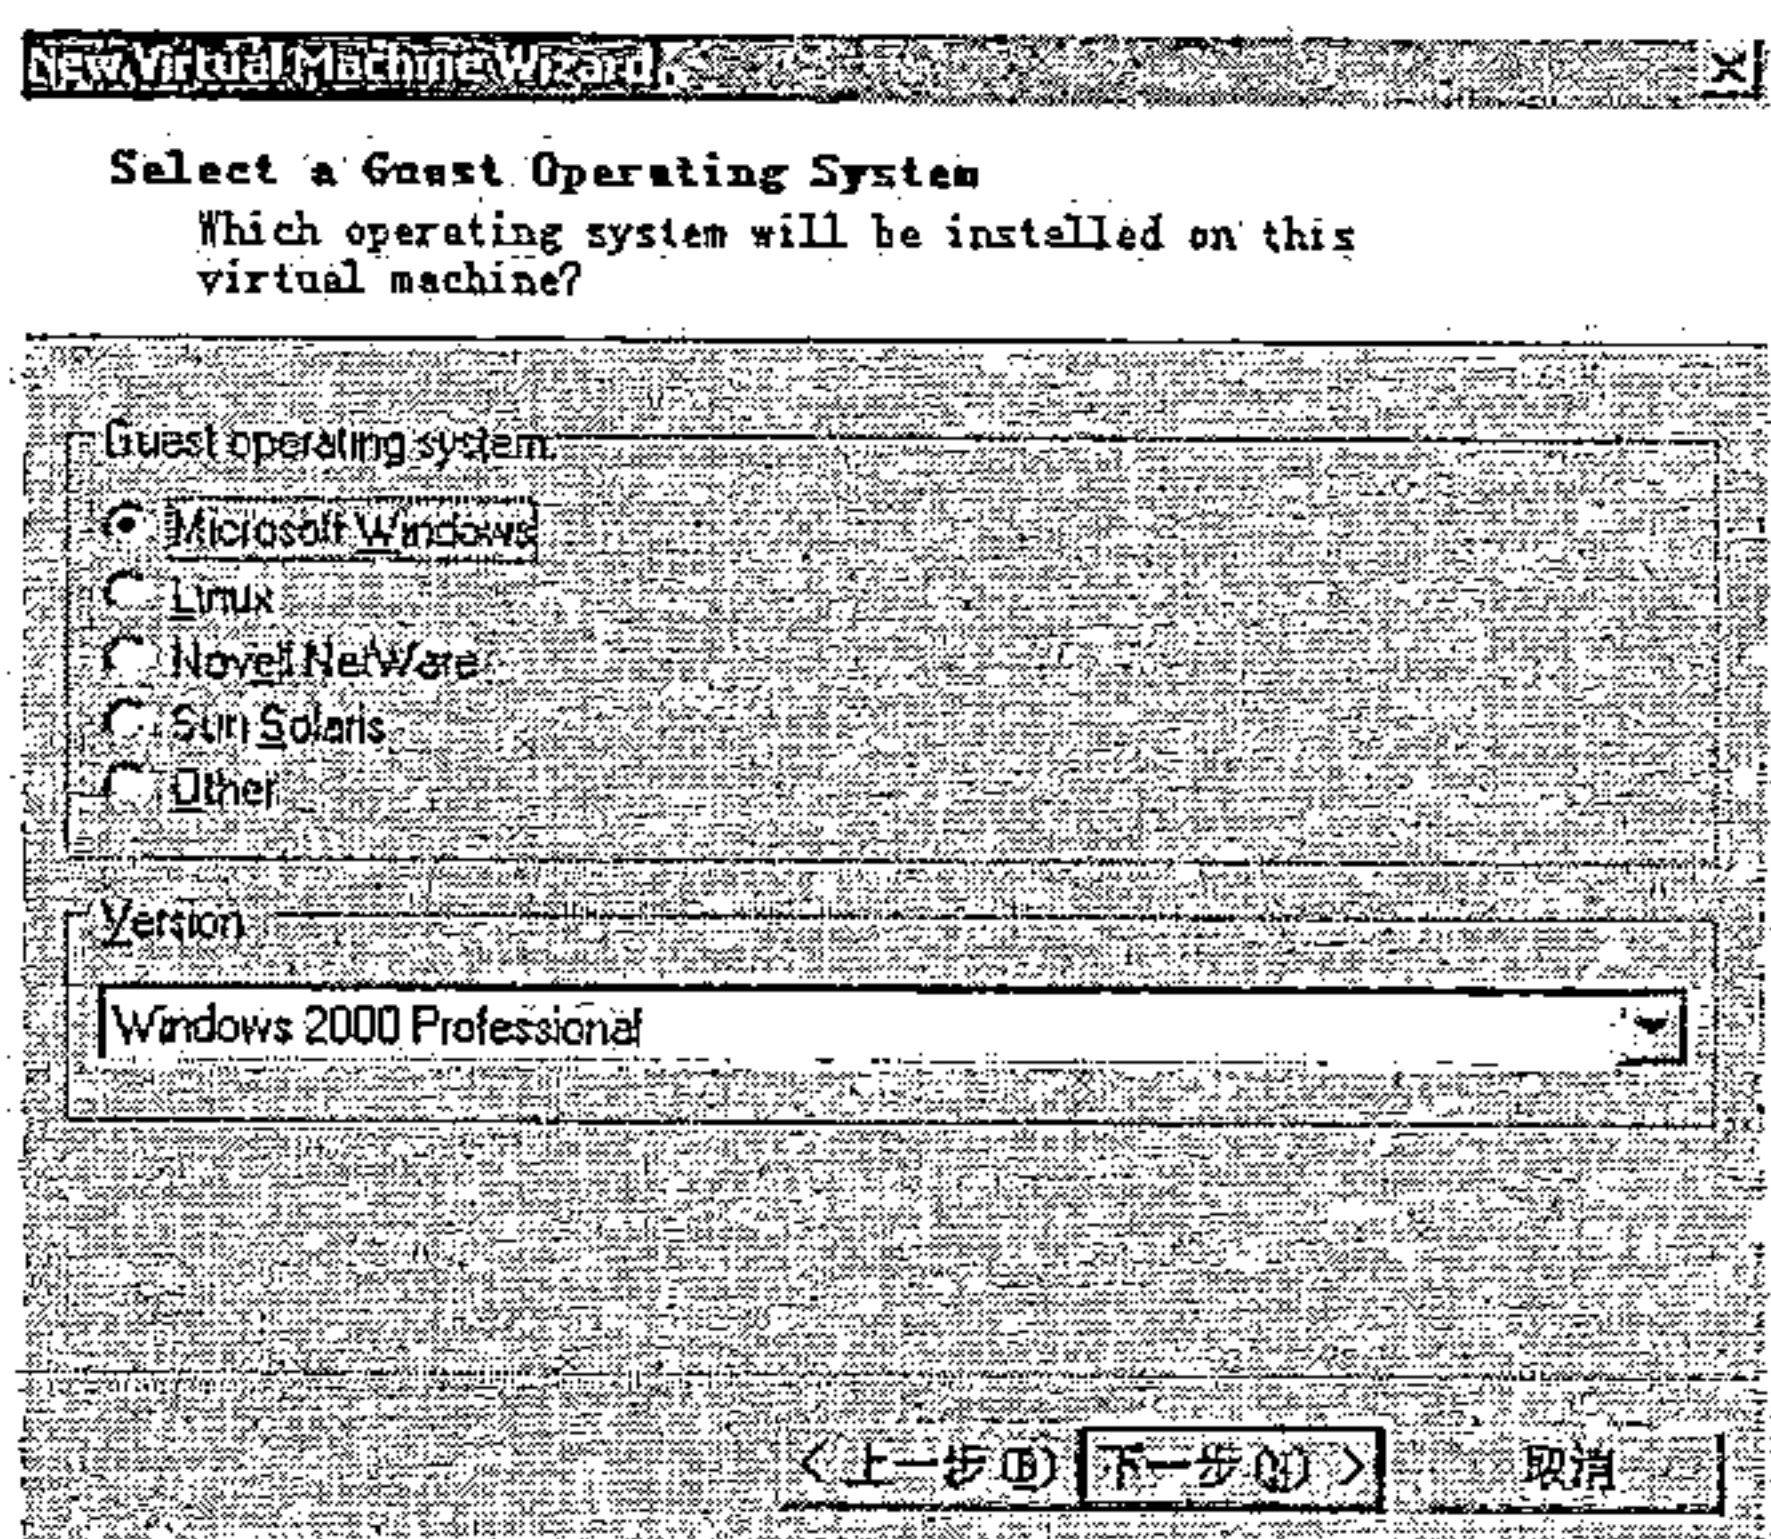 New Virtual Machine Wizard
Select a Guest Operating System
Which operating system will be installed on this
virtual machine?
Guest operating system
Microsoft Windows
Linux
Novell NetWare
Sun Solaris
Other
Version
Windows 2000 Professional
<上一步(B) 下一步(N)> 取消